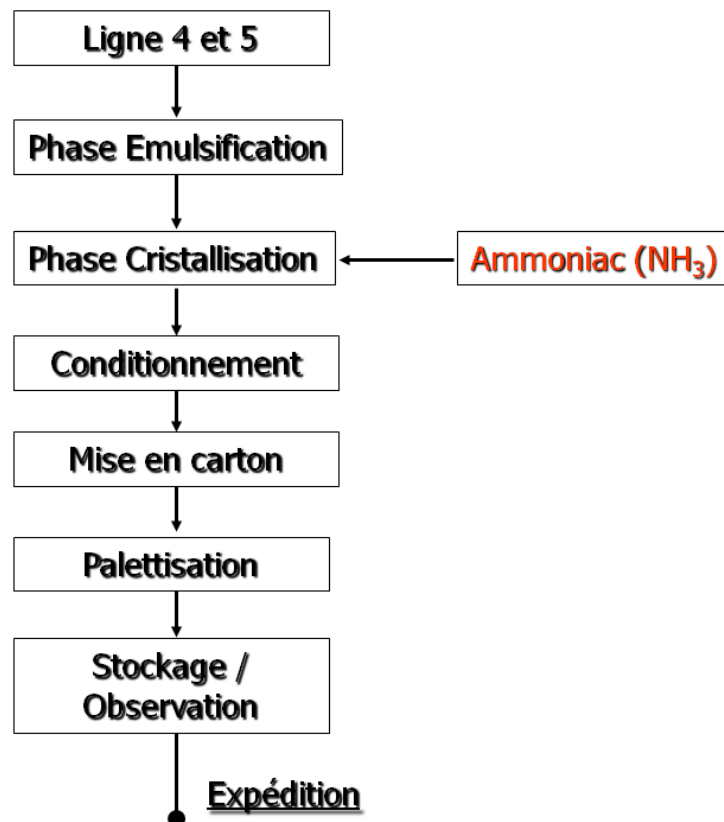 Ligne 4 et 5
Phase Emulsification
Phase Cristallisation
Ammoniac (NH₃)
Conditionnement
Mise en carton
Palettisation
Stockage /
Observation
Expédition